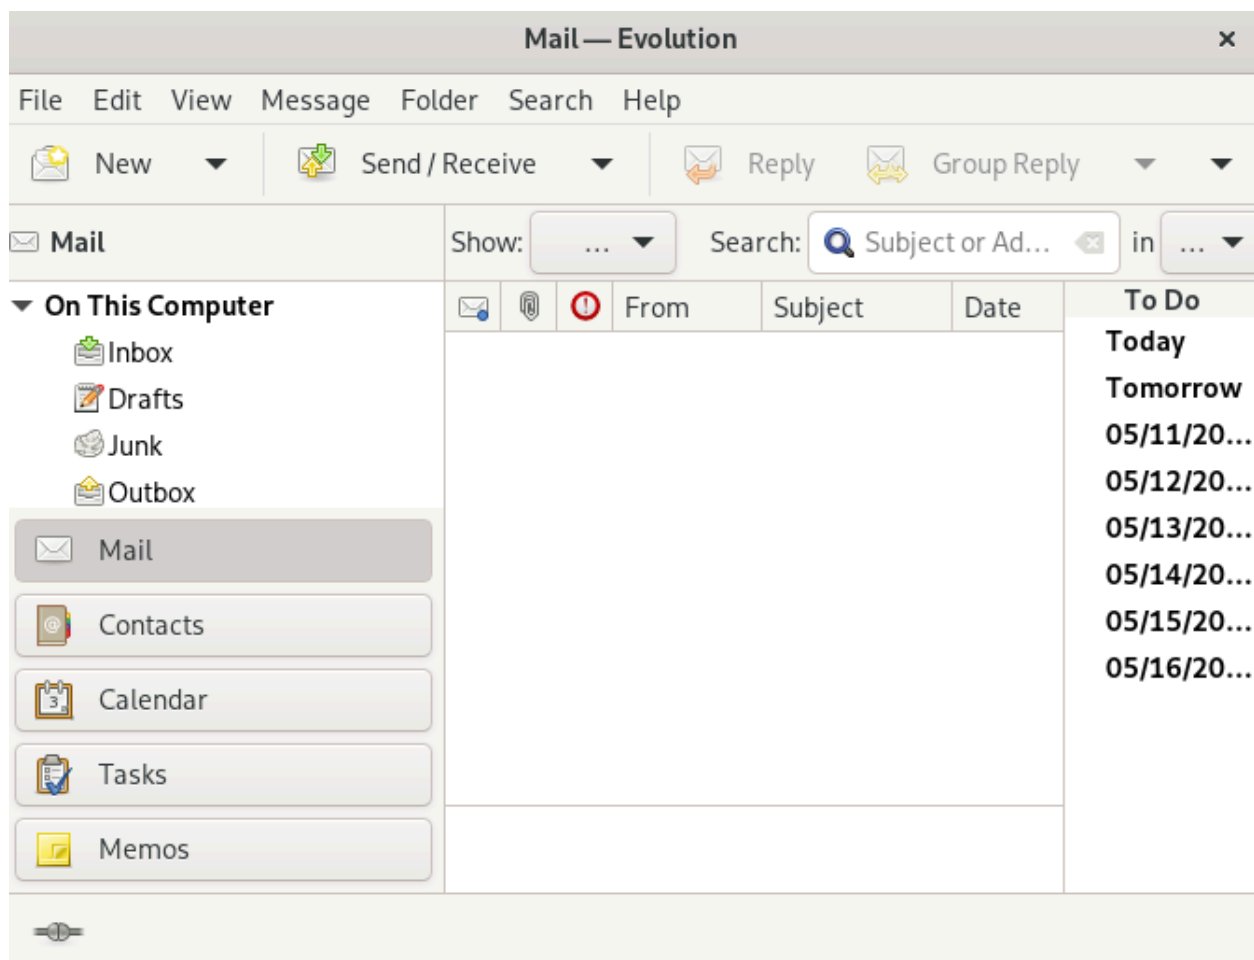 Mail — Evolution
File Edit View Message Folder Search Help
New Send / Receive Reply Group Reply
Mail Show: ... Search: Subject or Ad... in ...
On This Computer
Inbox
Drafts
Junk
Outbox
Mail
Contacts
Calendar
Tasks
Memos
From Subject Date
To Do
Today
Tomorrow
05/11/20...
05/12/20...
05/13/20...
05/14/20...
05/15/20...
05/16/20...